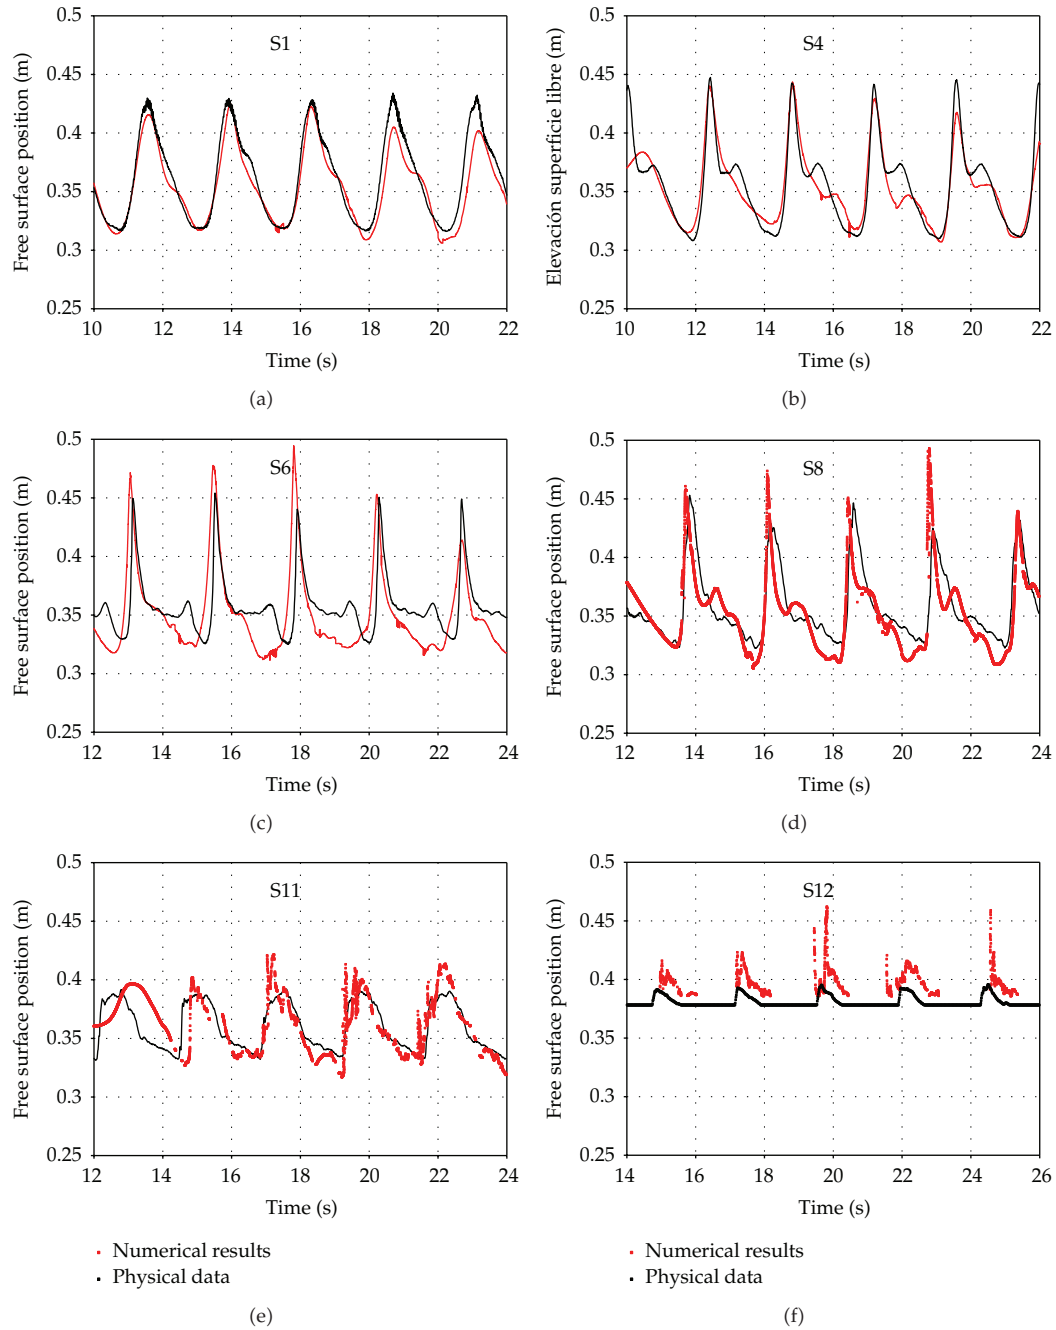 S1
Free surface position (m)
0.5
0.45
0.4
0.35
0.3
0.25
10 12 14 16 18 20 22
Time (s)
(a)
S4
Elevación superficie libre (m)
0.5
0.45
0.4
0.35
0.3
0.25
10 12 14 16 18 20 22
Time (s)
(b)
S6
Free surface position (m)
0.5
0.45
0.4
0.35
0.3
0.25
12 14 16 18 20 22 24
Time (s)
(c)
S8
Free surface position (m)
0.5
0.45
0.4
0.35
0.3
0.25
12 14 16 18 20 22 24
Time (s)
(d)
S11
Free surface position (m)
0.5
0.45
0.4
0.35
0.3
0.25
12 14 16 18 20 22 24
Time (s)
Numerical results
Physical data
(e)
S12
Free surface position (m)
0.5
0.45
0.4
0.35
0.3
0.25
14 16 18 20 22 24 26
Time (s)
Numerical results
Physical data
(f)